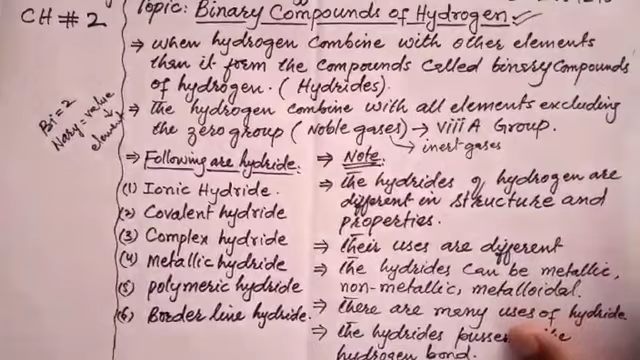 CH # 2
Topic: Binary Compounds of Hydrogen
⇒ when hydrogen combine with other elements
than it form the compounds called binary compounds
of hydrogen. (Hydrides).
⇒ the hydrogen combine with all elements excluding
the zero group (Noble gases) → VIII A Group.
inert gases
Bi = 2
Nary = value
element
⇒ Following are hydride:
(1) Ionic Hydride.
(2) Covalent hydride
(3) Complex hydride
(4) Metallic hydride
(5) polymeric hydride
(6) Border line hydride.
⇒ Note:
⇒ the hydrides of hydrogen are
different in structure and
properties.
⇒ their uses are different
⇒ the hydrides can be metallic,
non-metallic, metalloidal.
⇒ there are many uses of hydride
⇒ the hydrides
hydrogen bond.